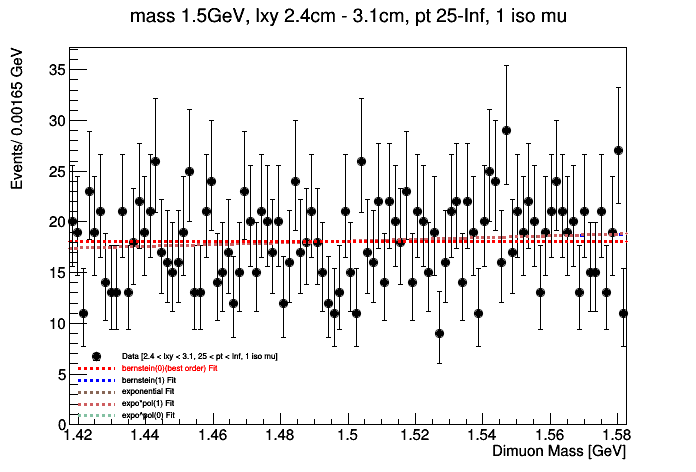 mass 1.5GeV, lxy 2.4cm - 3.1cm, pt 25-Inf, 1 iso mu
Events/ 0.00165 GeV
35
30
25
20
15
10
5
0
Data [2.4 < lxy < 3.1, 25 < pt < Inf, 1 iso mu]
bernstein(0)(best order) Fit
bernstein(1) Fit
exponential Fit
expo*pol(1) Fit
expo*pol(0) Fit
1.42 1.44 1.46 1.48 1.5 1.52 1.54 1.56 1.58
Dimuon Mass [GeV]